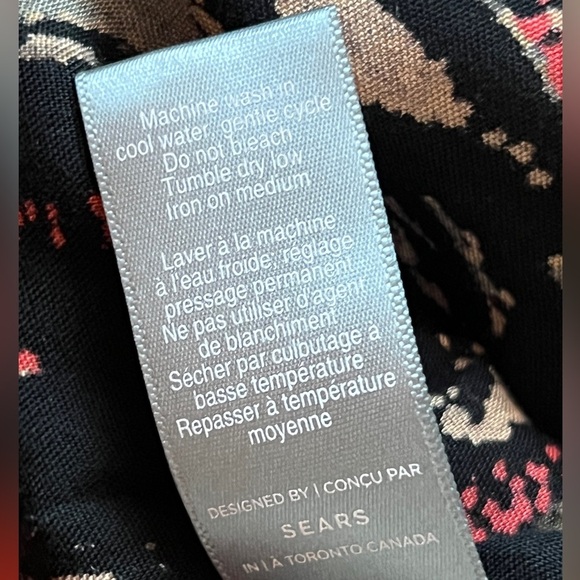 Machine wash in
cool water gentle cycle
Do not bleach
Tumble dry low
Iron on medium
Laver à la machine
à l'eau froide réglage
pressage permanent
Ne pas utiliser d'agent
de blanchiment
Sécher par culbutage à
basse température
Repasser à température
moyenne
DESIGNED BY | CONÇU PAR
SEARS
IN | À TORONTO CANADA